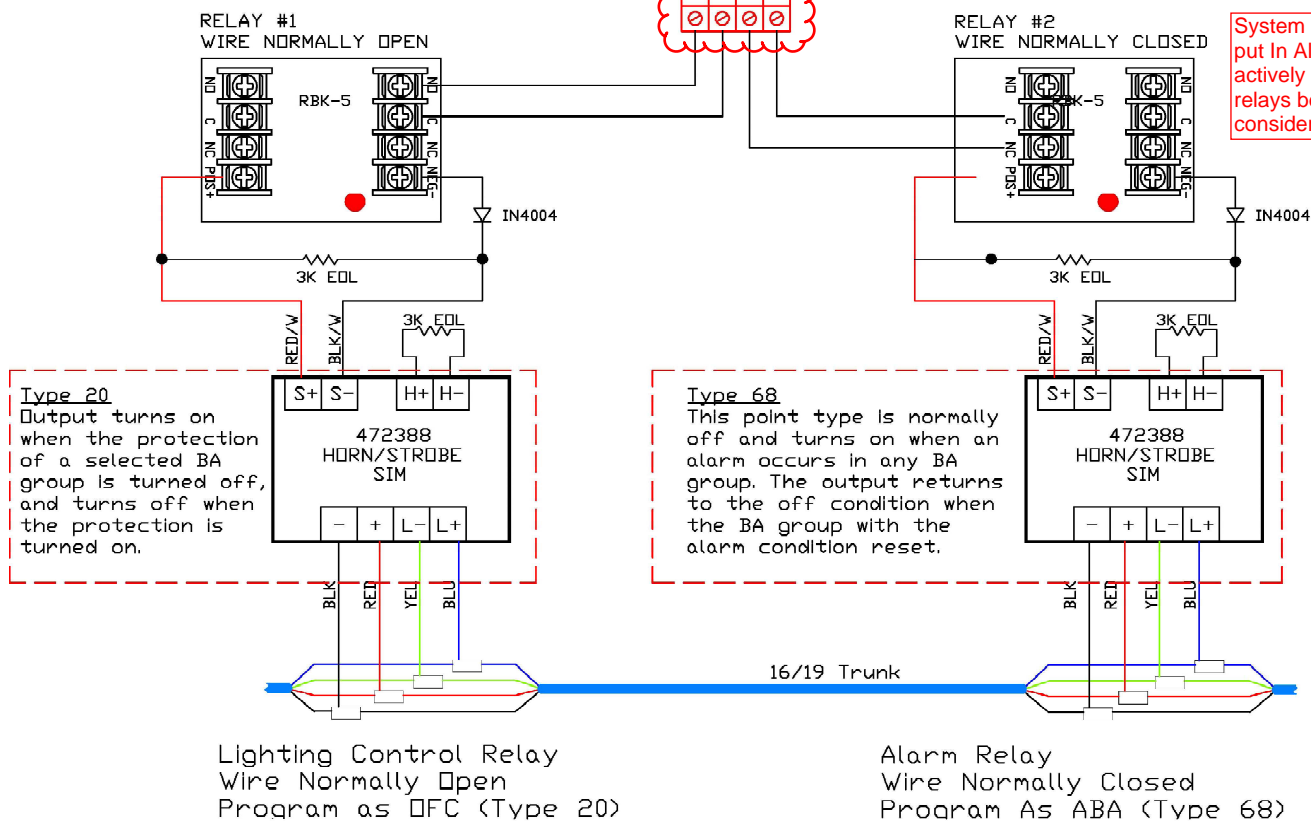 RELAY #1
WIRE NORMALLY OPEN
NO
C
NC
POS+
RBK-5
NO
C
NC
NEG-
IN4004
3K EOL
RED/W
BLK/W
3K EOL
S+ S- H+ H-
472388
HORN/STROBE
SIM
- + L- L+
BLK
RED
YEL
BLU
Type 20
Output turns on
when the protection
of a selected BA
group is turned off,
and turns off when
the protection is
turned on.
RELAY #2
WIRE NORMALLY CLOSED
System
put In Al
actively
relays b
consider
NO
C
NC
POS+
RBK-5
NO
C
NC
NEG-
IN4004
3K EOL
RED/W
BLK/W
3K EOL
S+ S- H+ H-
472388
HORN/STROBE
SIM
- + L- L+
BLK
RED
YEL
BLU
Type 68
This point type is normally
off and turns on when an
alarm occurs in any BA
group. The output returns
to the off condition when
the BA group with the
alarm condition reset.
16/19 Trunk
Lighting Control Relay
Wire Normally Open
Program as OFC (Type 20)
Alarm Relay
Wire Normally Closed
Program As ABA (Type 68)